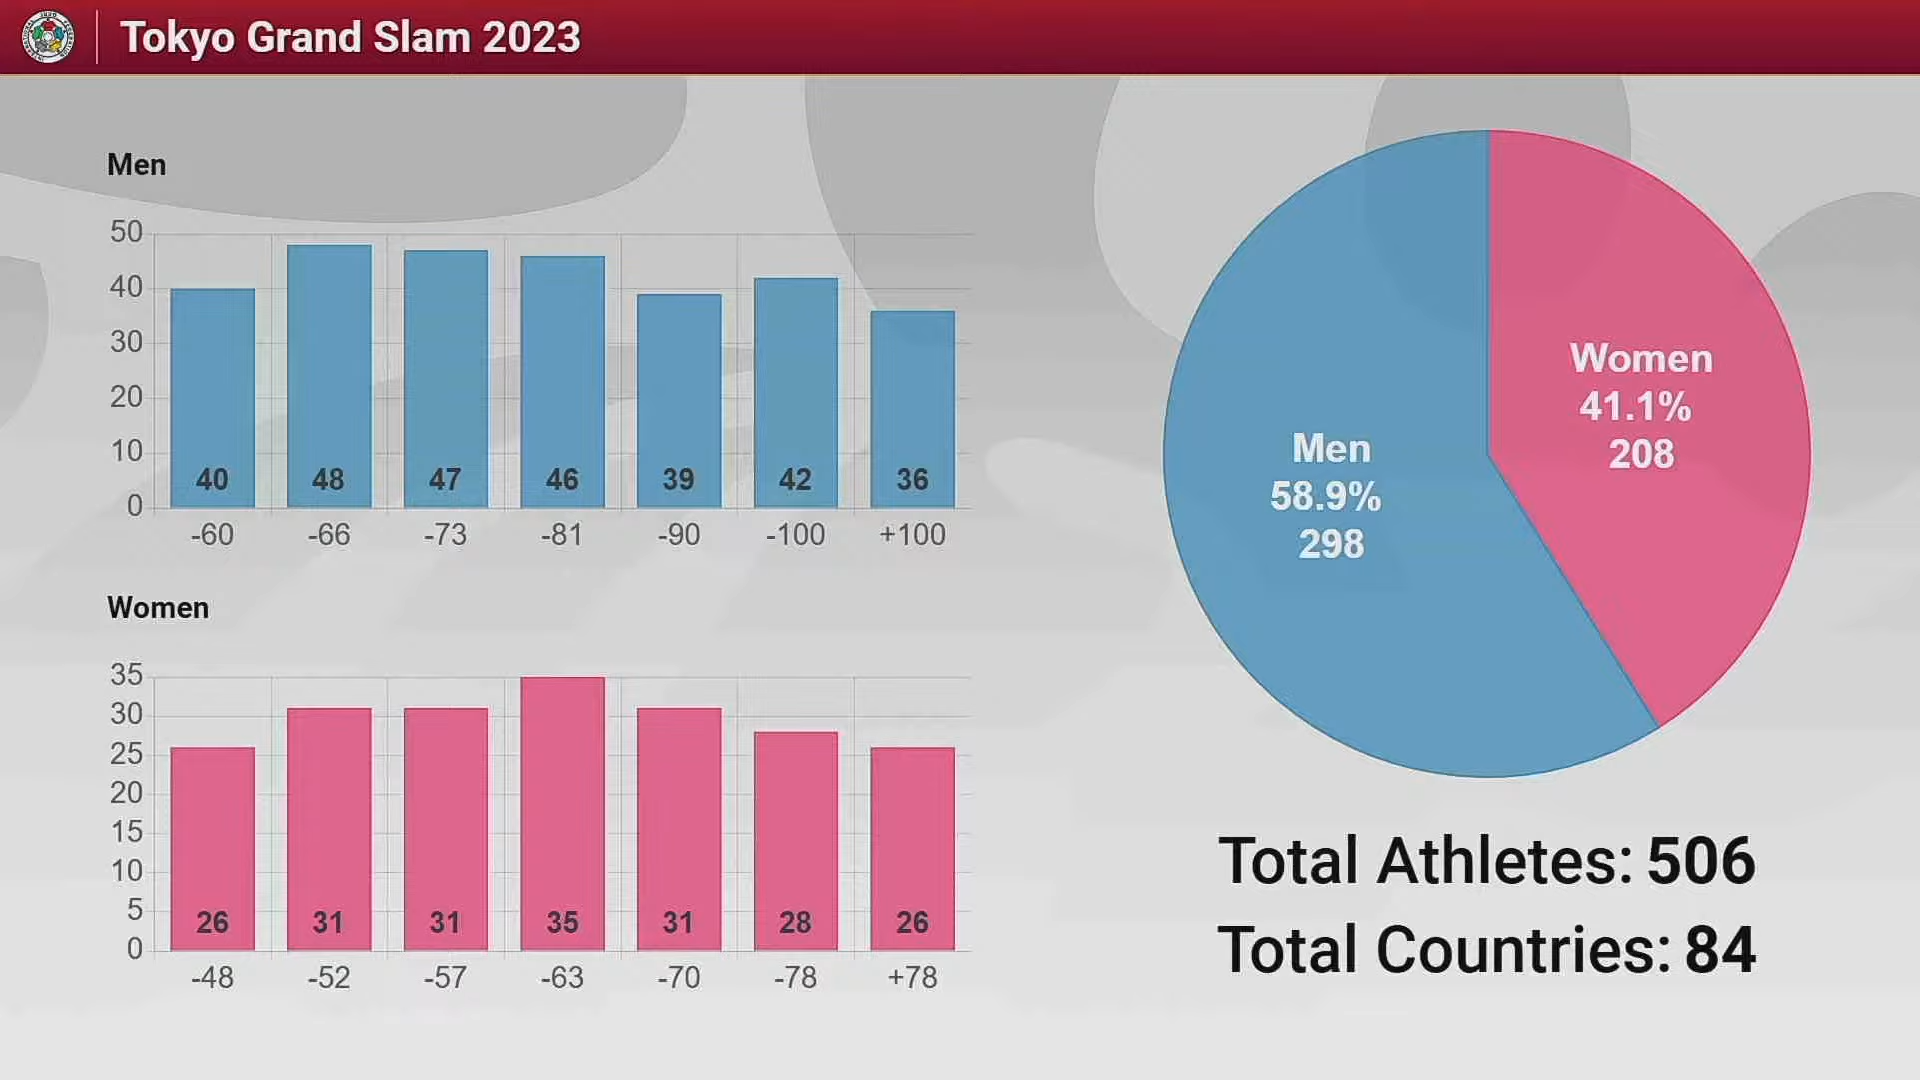 Tokyo Grand Slam 2023
Men
50
40
30
20
10
0
40 48 47 46 39 42 36
-60 -66 -73 -81 -90 -100 +100
Women
35
30
25
20
15
10
5
0
26 31 31 35 31 28 26
-48 -52 -57 -63 -70 -78 +78
Women
41.1%
208
Men
58.9%
298
Total Athletes: 506
Total Countries: 84